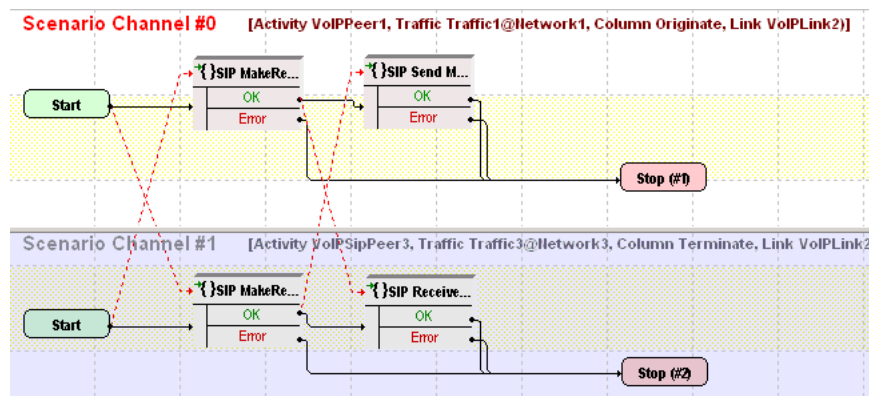 Scenario Channel #0 [Activity VoIPPeer1, Traffic Traffic1@Network1, Column Originate, Link VoIPLink2)]
{}SIP MakeRe... {}SIP Send M...
Start OK OK
Error Error
Stop (#1)
Scenario Channel #1 [Activity VoIPSipPeer3, Traffic Traffic3@Network3, Column Terminate, Link VoIPLink2
{}SIP MakeRe... {}SIP Receive...
Start OK OK
Error Error
Stop (#2)